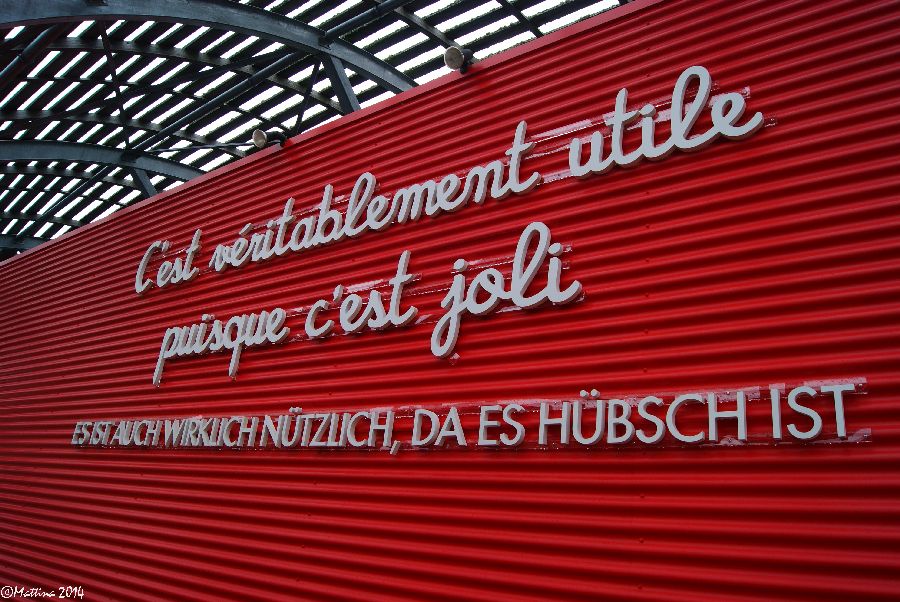 C'est véritablement utile
puisque c'est joli
ES IST AUCH WIRKLICH NÜTZLICH, DA ES HÜBSCH IST
©Mattina 2014